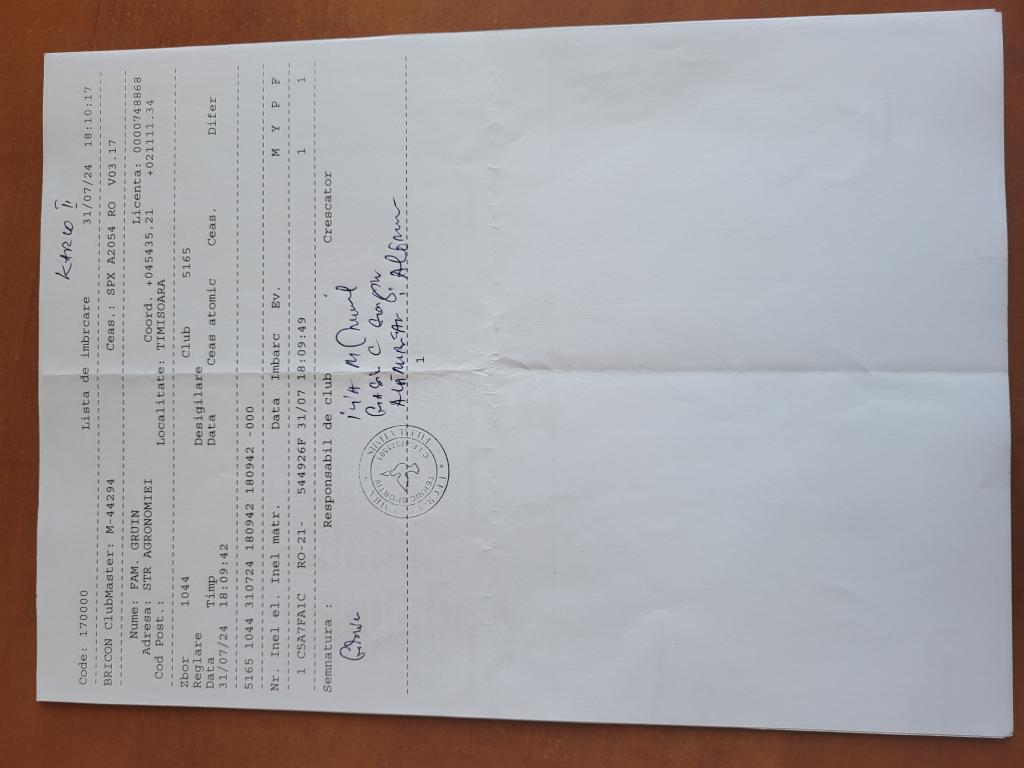 KARLO II
Code: 170000 Lista de imbrcare 31/07/24 18:10:17
BRICON ClubMaster: M-44294 Ceas.: SPX A2054 RO V03.17
Nume: FAM. GRUIN Licenta: 0000748868
Adresa: STR AGRONOMIEI Coord. +045435.21 +021111.34
Cod Post.: Localitate: TIMISOARA
Zbor 1044 Club 5165
Reglare Desigilare
Data Timp Data Ceas atomic Ceas. Difer
31/07/24 18:09:42
5165 1044 310724 180942 180942 -000
Nr. Inel el. Inel matr. Data Imbarc Ev. M Y P F
1 C5A7FA1C RO-21- 544926F 31/07 18:09:49 1 1
Semnatura : Responsabil de club Crescator
1